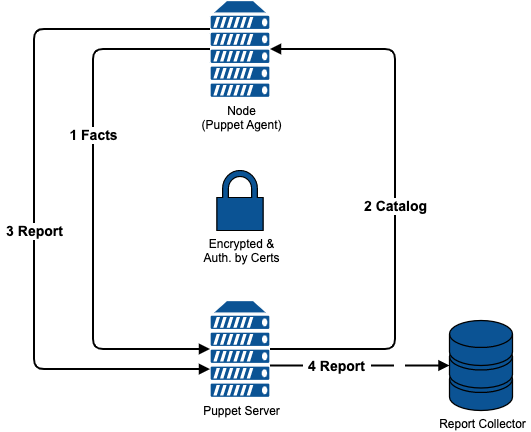 Node
(Puppet Agent)
1 Facts
2 Catalog
3 Report
Encrypted &
Auth. by Certs
4 Report
Puppet Server
Report Collector